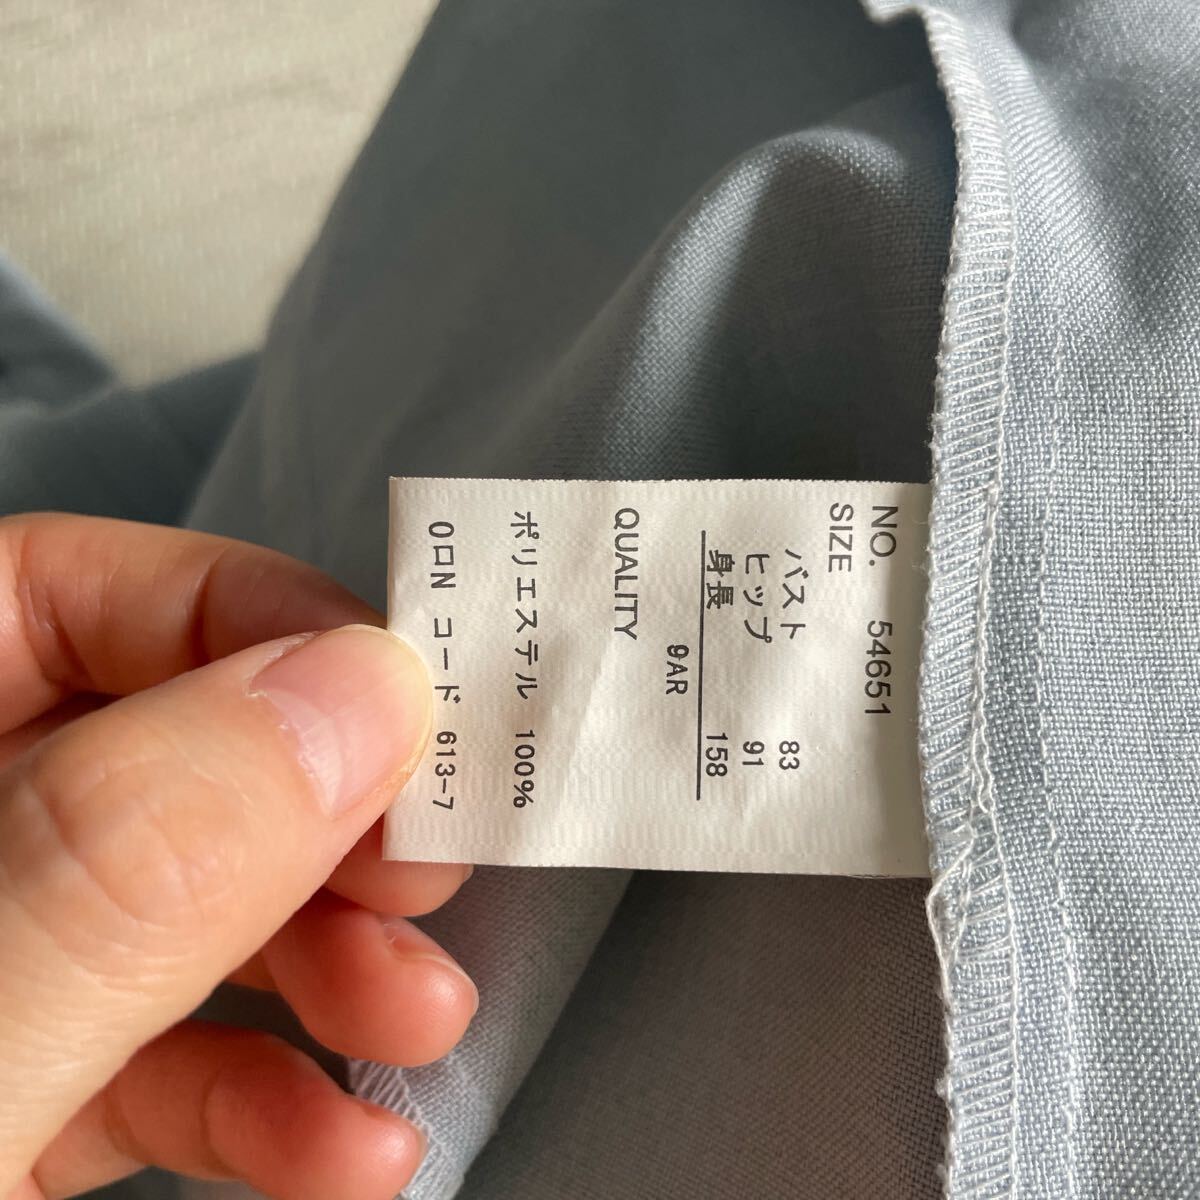 NO. 54651
SIZE
バスト 83
ヒップ 91
身長 158
9AR
QUALITY
ポリエステル 100%
0ロN コード 613-7